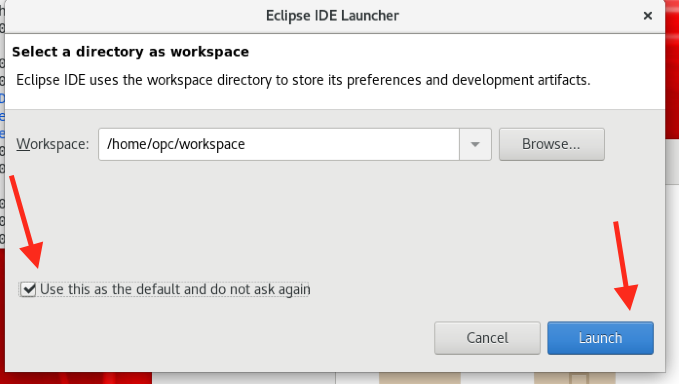 Eclipse IDE Launcher
Select a directory as workspace
Eclipse IDE uses the workspace directory to store its preferences and development artifacts.
Workspace: /home/opc/workspace Browse...
Use this as the default and do not ask again
Cancel Launch